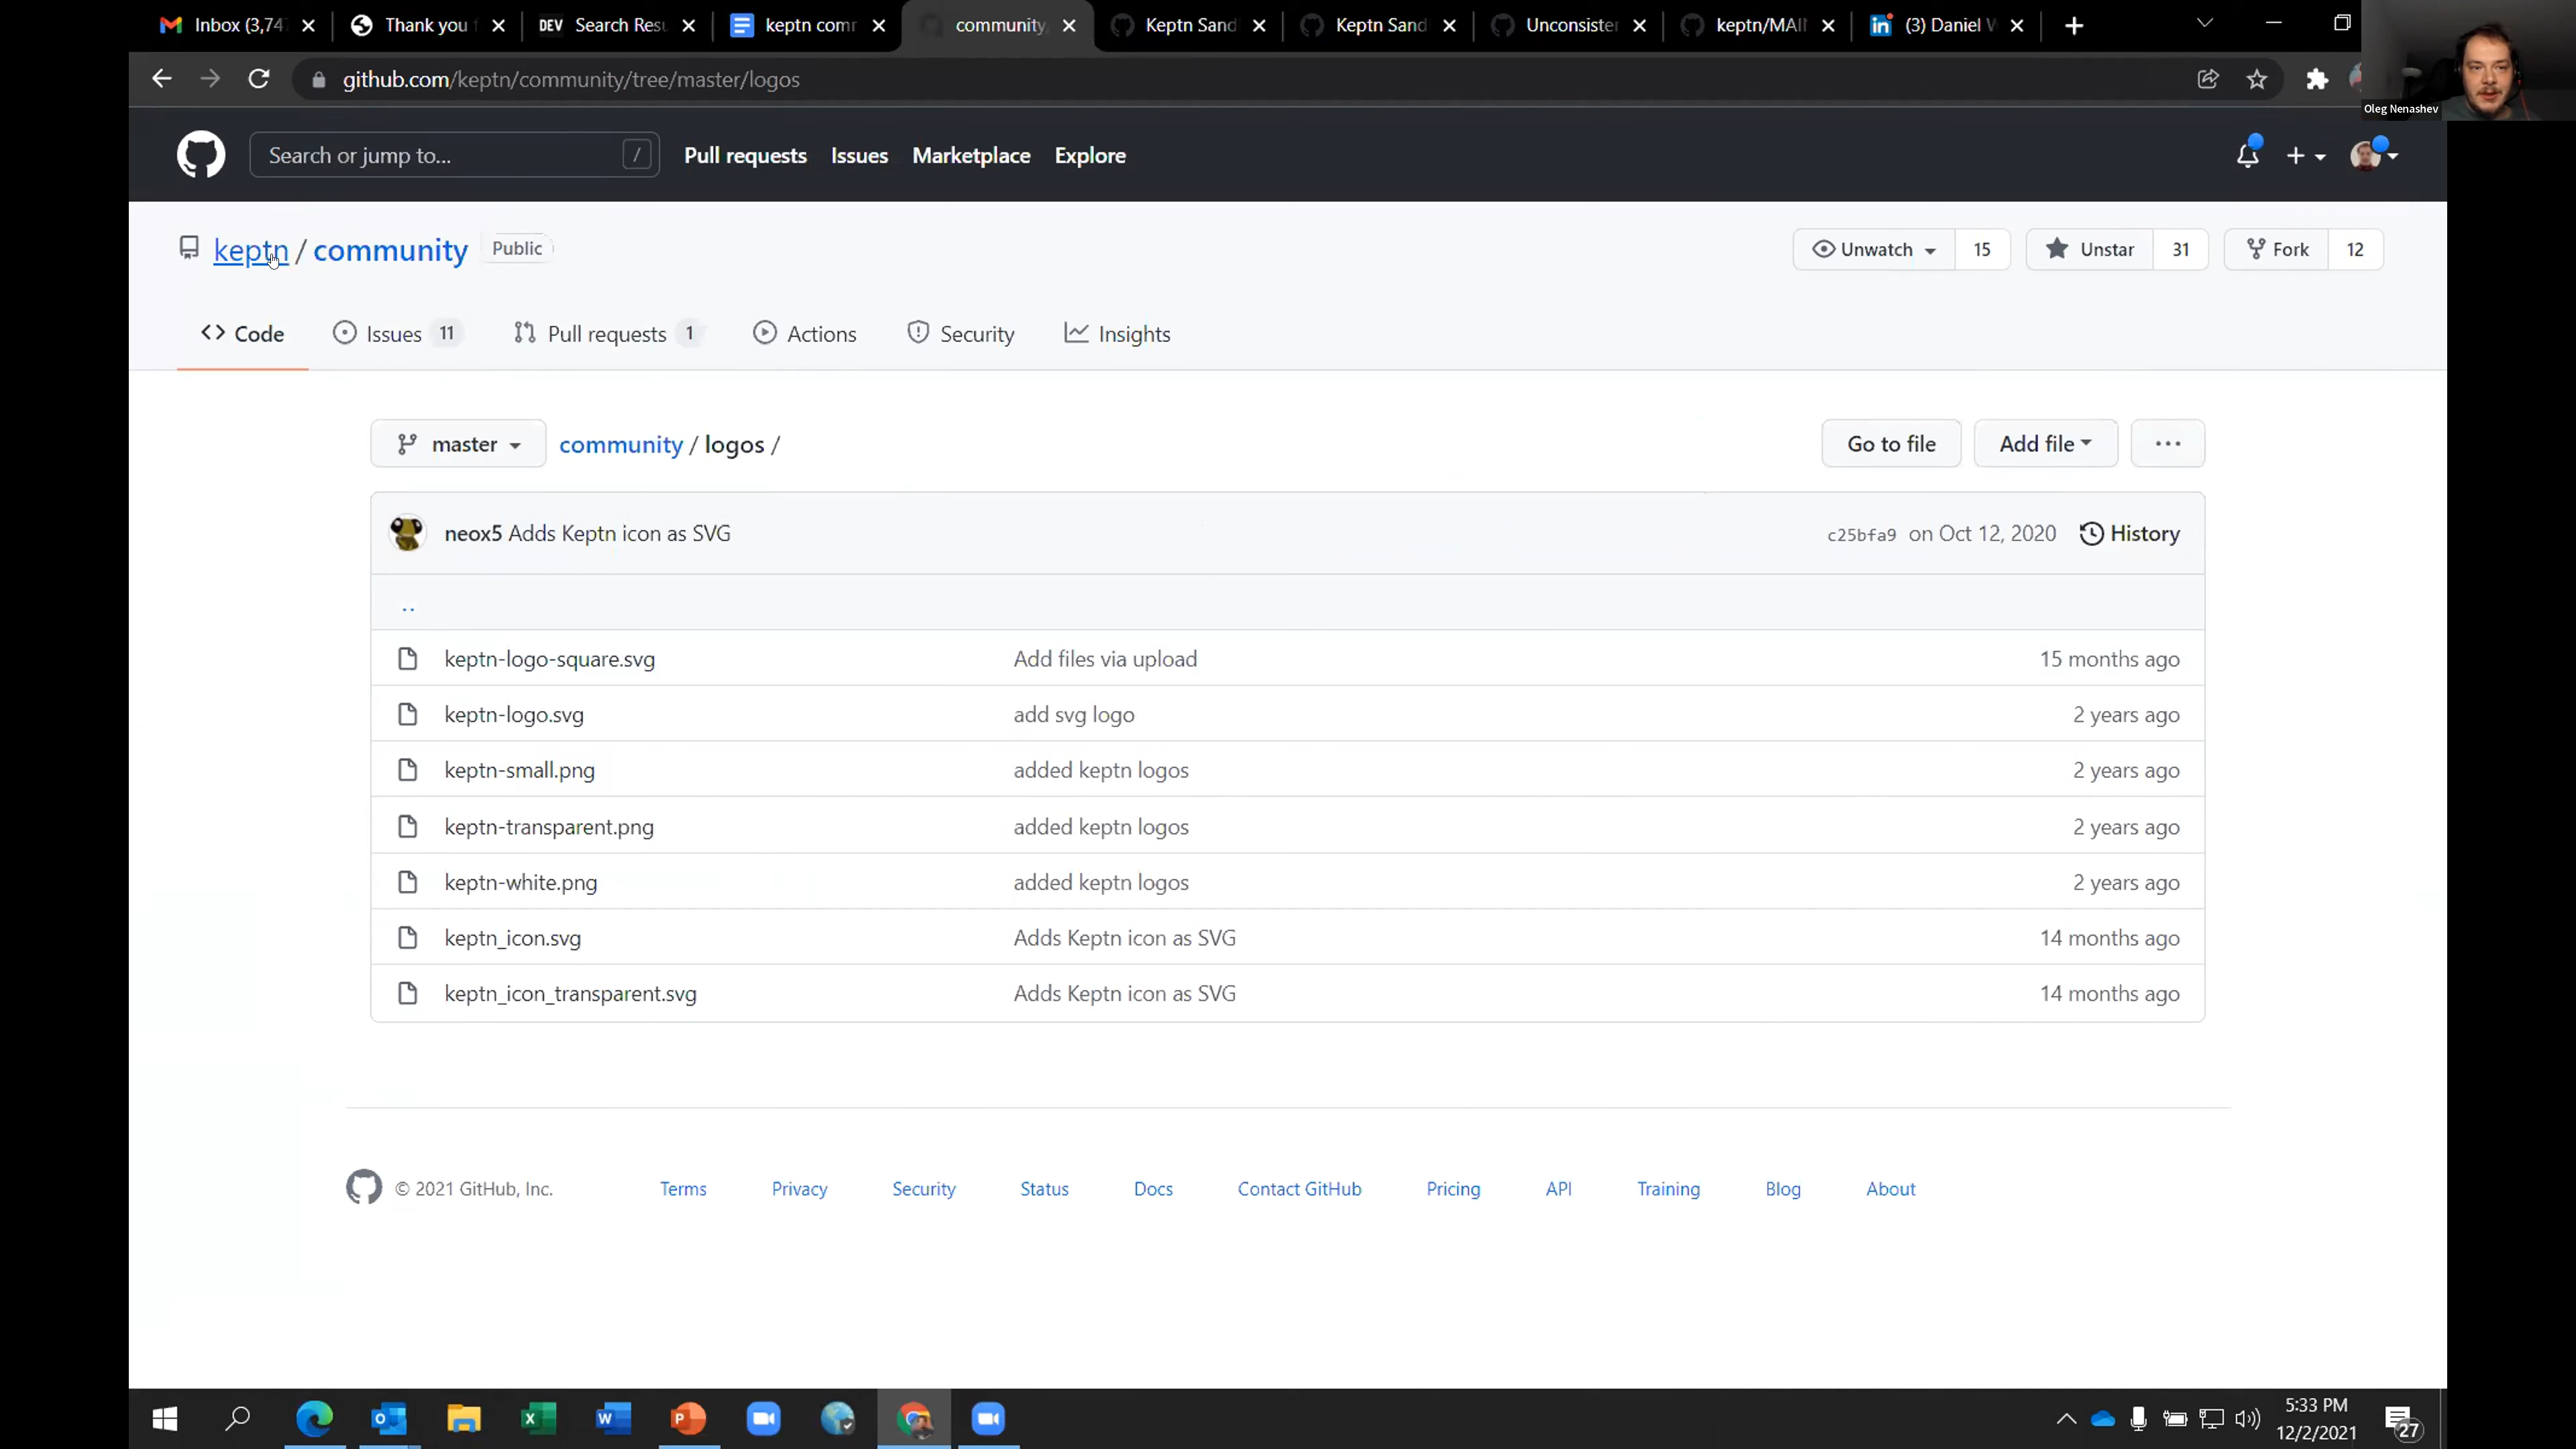 Inbox (3,74
Thank you f
DEV Search Resu
keptn comm
community
Keptn Sand
Keptn Sand
Unconsisten
keptn/MAIN
(3) Daniel W
github.com/keptn/community/tree/master/logos
Oleg Nenashev
Search or jump to... /
Pull requests Issues Marketplace Explore
keptn / community Public
Unwatch 15 Unstar 31 Fork 12
Code Issues 11 Pull requests 1 Actions Security Insights
master community / logos /
Go to file Add file ...
neox5 Adds Keptn icon as SVG c25bfa9 on Oct 12, 2020 History
..
keptn-logo-square.svg Add files via upload 15 months ago
keptn-logo.svg add svg logo 2 years ago
keptn-small.png added keptn logos 2 years ago
keptn-transparent.png added keptn logos 2 years ago
keptn-white.png added keptn logos 2 years ago
keptn_icon.svg Adds Keptn icon as SVG 14 months ago
keptn_icon_transparent.svg Adds Keptn icon as SVG 14 months ago
© 2021 GitHub, Inc. Terms Privacy Security Status Docs Contact GitHub Pricing API Training Blog About
5:33 PM
12/2/2021
27